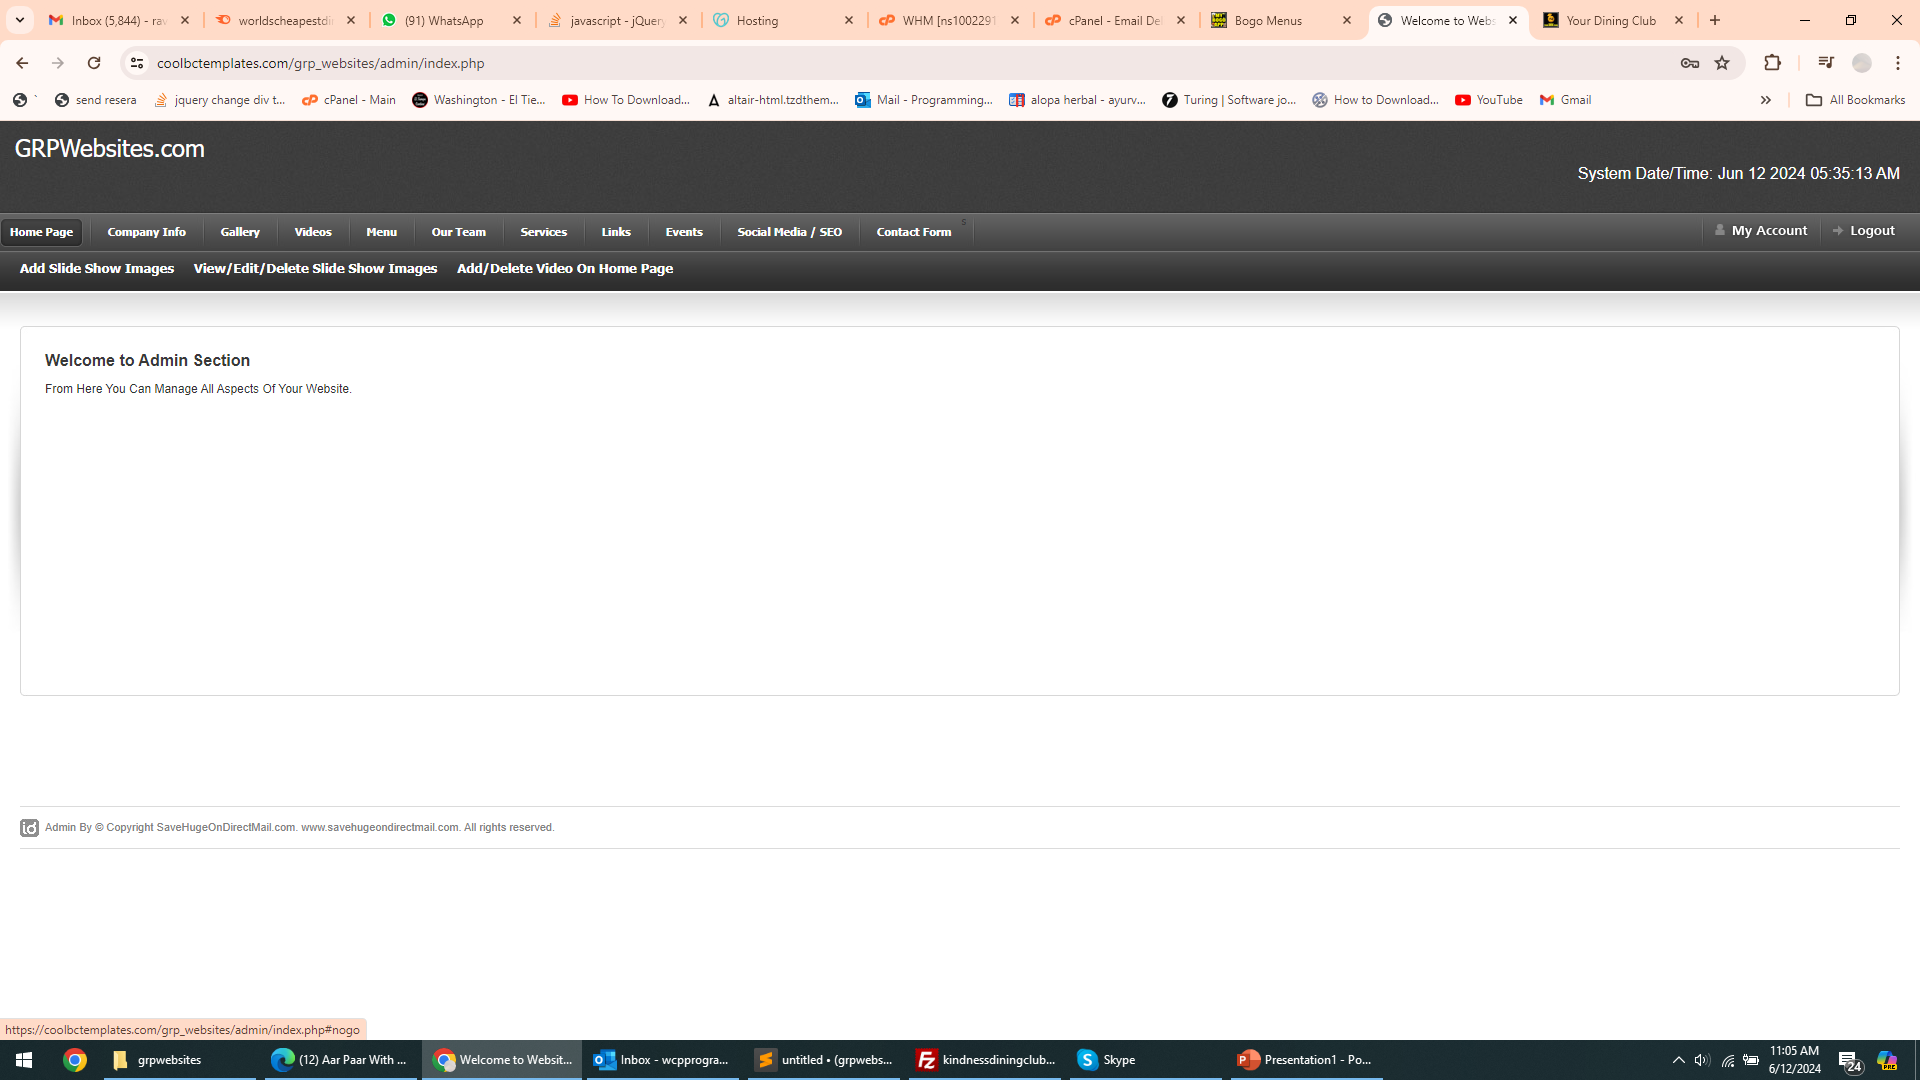 Inbox (5,844) - rav
worldscheapestdi
(91) WhatsApp
javascript - jQuery
Hosting
WHM [ns1002291
cPanel - Email Del
Bogo Menus
Welcome to Webs
Your Dining Club
coolbctemplates.com/grp_websites/admin/index.php
send resera
jquery change div t...
cPanel - Main
Washington - El Tie...
How To Download...
altair-html.tzdthem...
Mail - Programming...
alopa herbal - ayurv...
Turing | Software jo...
How to Download...
YouTube
Gmail
All Bookmarks
GRPWebsites.com
System Date/Time: Jun 12 2024 05:35:13 AM
Home Page
Company Info
Gallery
Videos
Menu
Our Team
Services
Links
Events
Social Media / SEO
Contact Form
s
My Account
Logout
Add Slide Show Images
View/Edit/Delete Slide Show Images
Add/Delete Video On Home Page
Welcome to Admin Section
From Here You Can Manage All Aspects Of Your Website.
Admin By © Copyright SaveHugeOnDirectMail.com. www.savehugeondirectmail.com. All rights reserved.
https://coolbctemplates.com/grp_websites/admin/index.php#nogo
grpwebsites
(12) Aar Paar With ...
Welcome to Websit...
Inbox - wcpprogra...
untitled • (grpwebs...
kindnessdiningclub...
Skype
Presentation1 - Po...
11:05 AM
6/12/2024
24